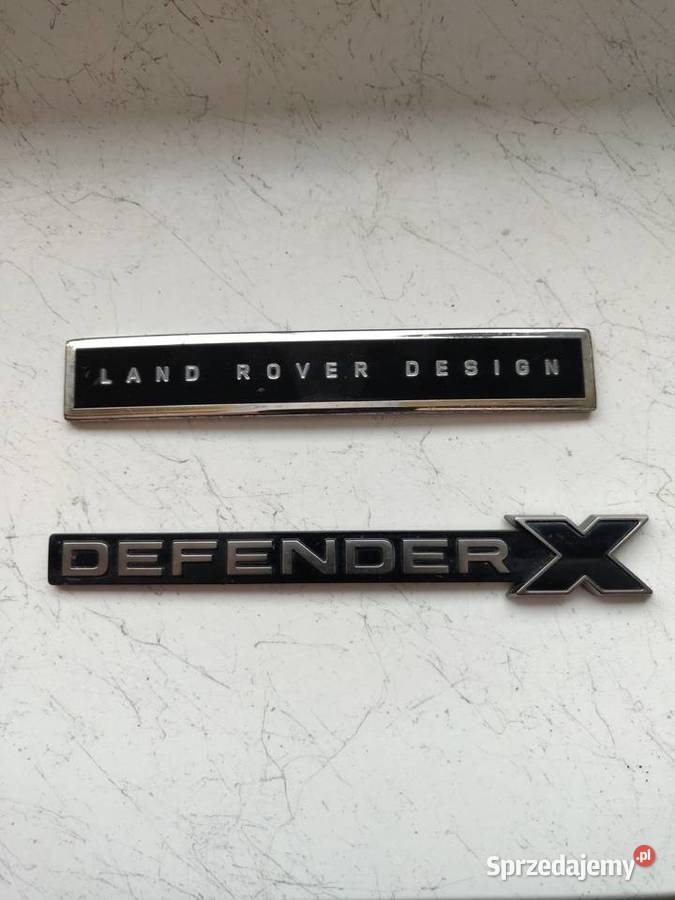 LAND ROVER DESIGN
DEFENDER X
Sprzedajemy.pl